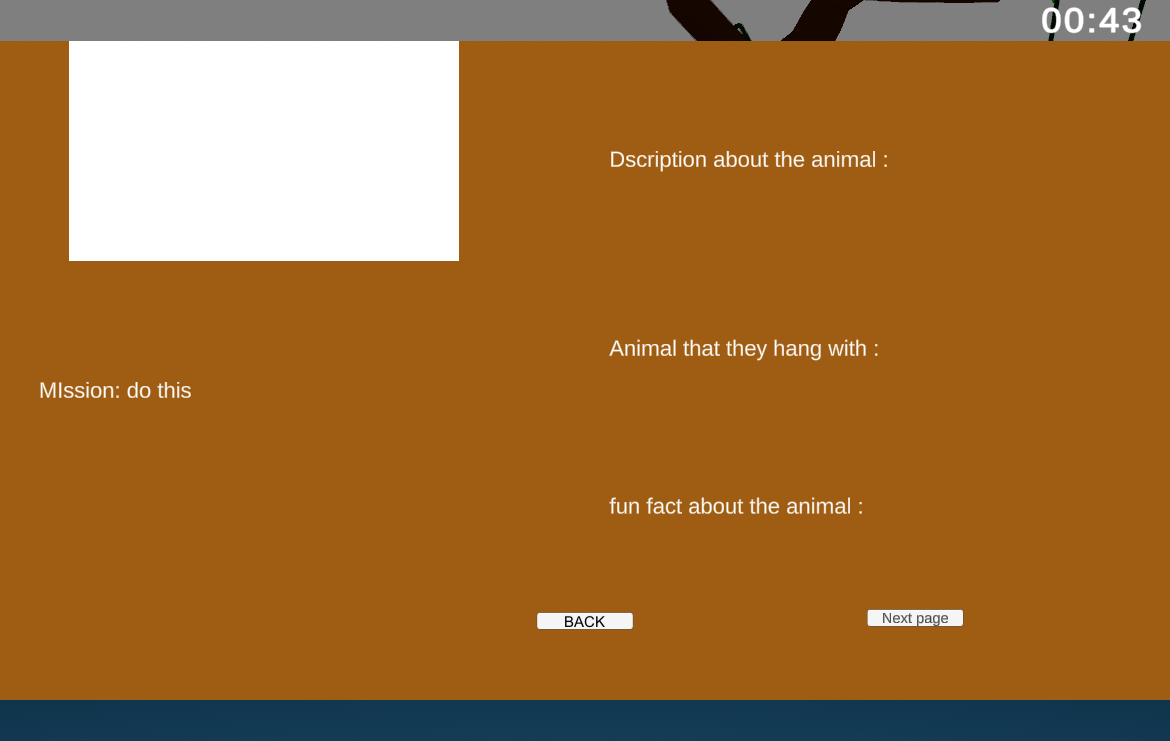 00:43
Dscription about the animal :
Animal that they hang with :
MIssion: do this
fun fact about the animal :
BACK
Next page